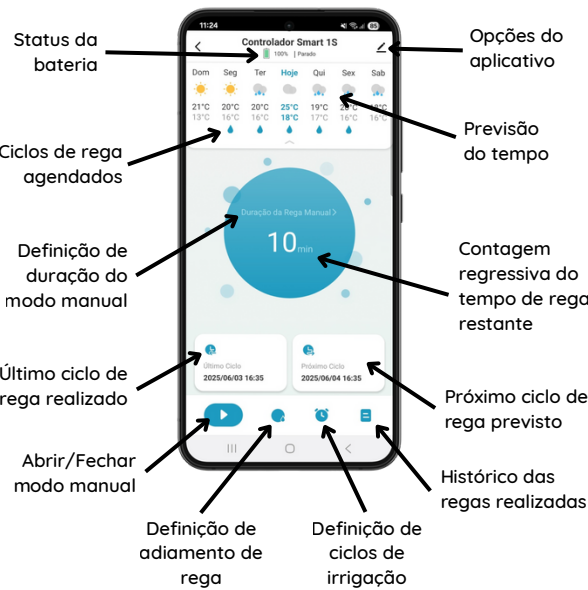 Status da
bateria
Opções do
aplicativo
11:24
85
Controlador Smart 1S
100% | Parado
Dom Seg Ter Hoje Qui Sex Sab
21°C 20°C 20°C 25°C 19°C 20°C 18°C
13°C 16°C 16°C 18°C 17°C 16°C 16°C
Previsão
do tempo
Ciclos de rega
agendados
Duração da Rega Manual >
10 min
Definição de
duração do
modo manual
Contagem
regressiva do
tempo de rega
restante
Último Ciclo
2025/06/03 16:35
Próximo Ciclo
2025/06/04 16:35
Último ciclo de
rega realizado
Próximo ciclo de
rega previsto
Abrir/Fechar
modo manual
Histórico das
regas realizadas
Definição de
adiamento de
rega
Definição de
ciclos de
irrigação